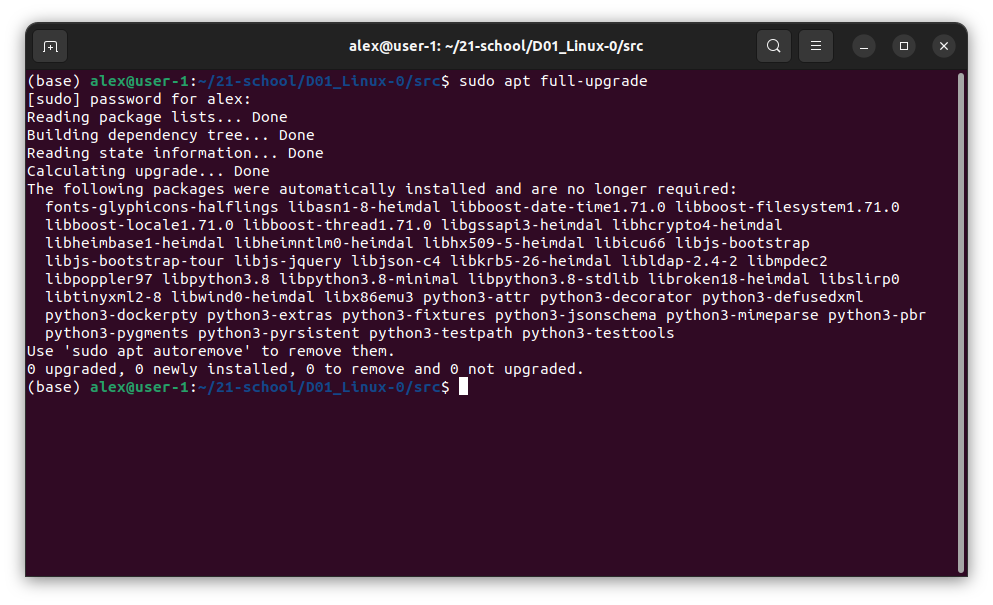 alex@user-1: ~/21-school/D01_Linux-0/src
(base) alex@user-1:~/21-school/D01_Linux-0/src$ sudo apt full-upgrade
[sudo] password for alex:
Reading package lists... Done
Building dependency tree... Done
Reading state information... Done
Calculating upgrade... Done
The following packages were automatically installed and are no longer required:
  fonts-glyphicons-halflings libasn1-8-heimdal libboost-date-time1.71.0 libboost-filesystem1.71.0
  libboost-locale1.71.0 libboost-thread1.71.0 libgssapi3-heimdal libhcrypto4-heimdal
  libheimbase1-heimdal libheimntlm0-heimdal libhx509-5-heimdal libicu66 libjs-bootstrap
  libjs-bootstrap-tour libjs-jquery libjson-c4 libkrb5-26-heimdal libldap-2.4-2 libmpdec2
  libpoppler97 libpython3.8 libpython3.8-minimal libpython3.8-stdlib libroken18-heimdal libslirp0
  libtinyxml2-8 libwind0-heimdal libx86emu3 python3-attr python3-decorator python3-defusedxml
  python3-dockerpty python3-extras python3-fixtures python3-jsonschema python3-mimeparse python3-pbr
  python3-pygments python3-pyrsistent python3-testpath python3-testtools
Use 'sudo apt autoremove' to remove them.
0 upgraded, 0 newly installed, 0 to remove and 0 not upgraded.
(base) alex@user-1:~/21-school/D01_Linux-0/src$